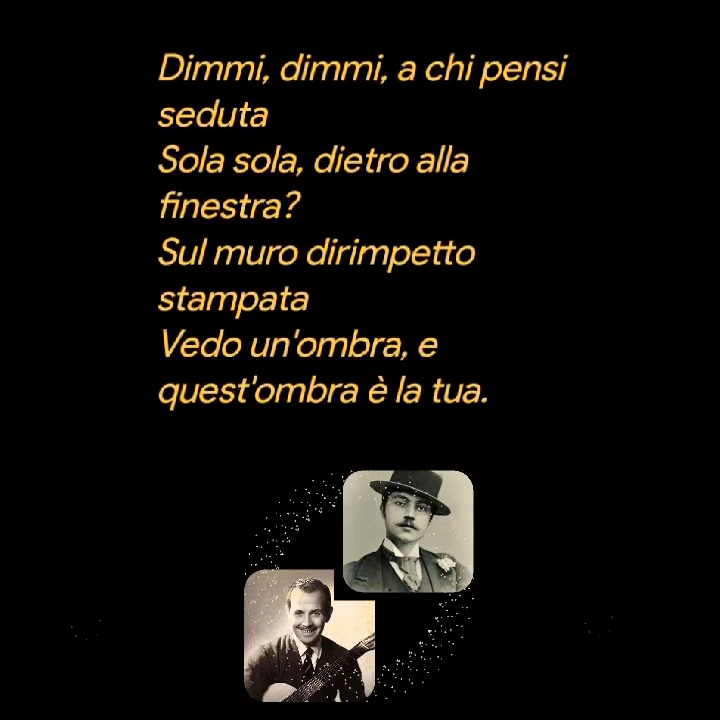 Dimmi, dimmi, a chi pensi
seduta
Sola sola, dietro alla
finestra?
Sul muro dirimpetto
stampata
Vedo un'ombra, e
quest'ombra è la tua.